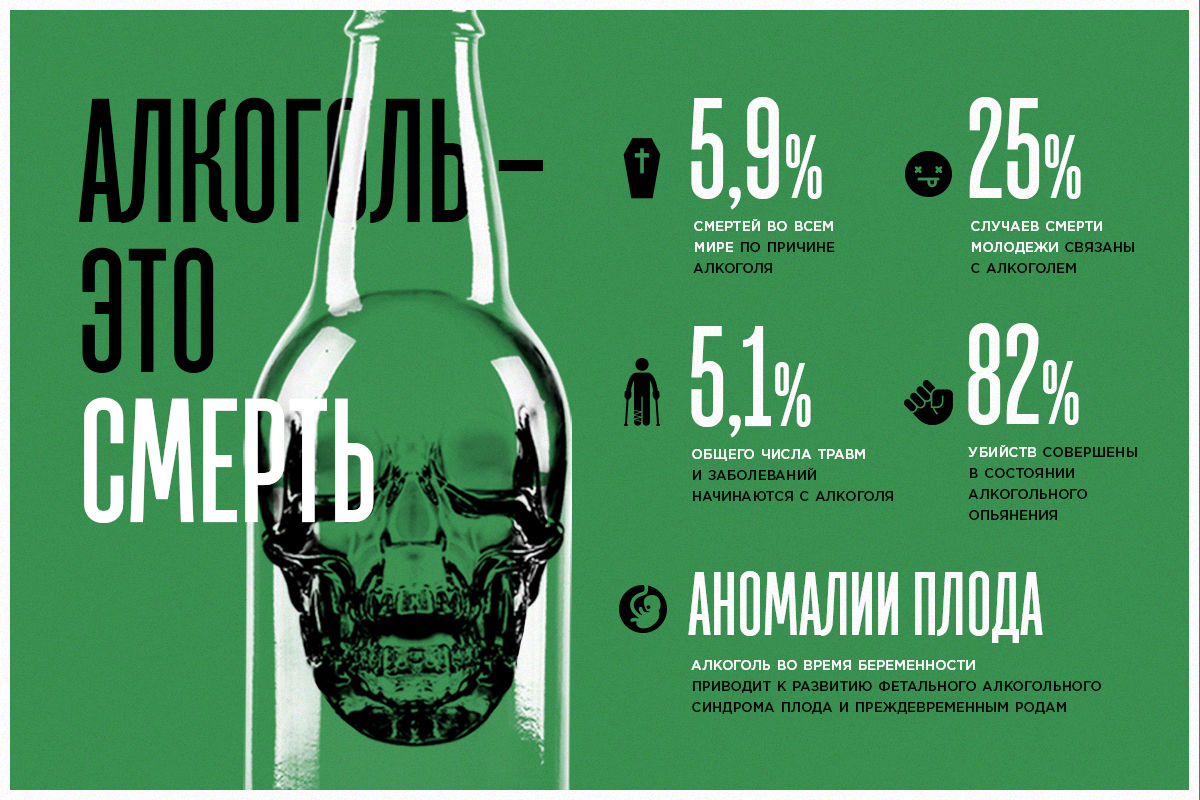 АЛКОГОЛЬ –
ЭТО
СМЕРТЬ
5,9%
СМЕРТЕЙ ВО ВСЕМ
МИРЕ ПО ПРИЧИНЕ
АЛКОГОЛЯ
25%
СЛУЧАЕВ СМЕРТИ
МОЛОДЕЖИ СВЯЗАНЫ
С АЛКОГОЛЕМ
5,1%
ОБЩЕГО ЧИСЛА ТРАВМ
И ЗАБОЛЕВАНИЙ
НАЧИНАЮТСЯ С АЛКОГОЛЯ
82%
УБИЙСТВ СОВЕРШЕНЫ
В СОСТОЯНИИ
АЛКОГОЛЬНОГО
ОПЬЯНЕНИЯ
АНОМАЛИИ ПЛОДА
АЛКОГОЛЬ ВО ВРЕМЯ БЕРЕМЕННОСТИ
ПРИВОДИТ К РАЗВИТИЮ ФЕТАЛЬНОГО АЛКОГОЛЬНОГО
СИНДРОМА ПЛОДА И ПРЕЖДЕВРЕМЕННЫМ РОДАМ